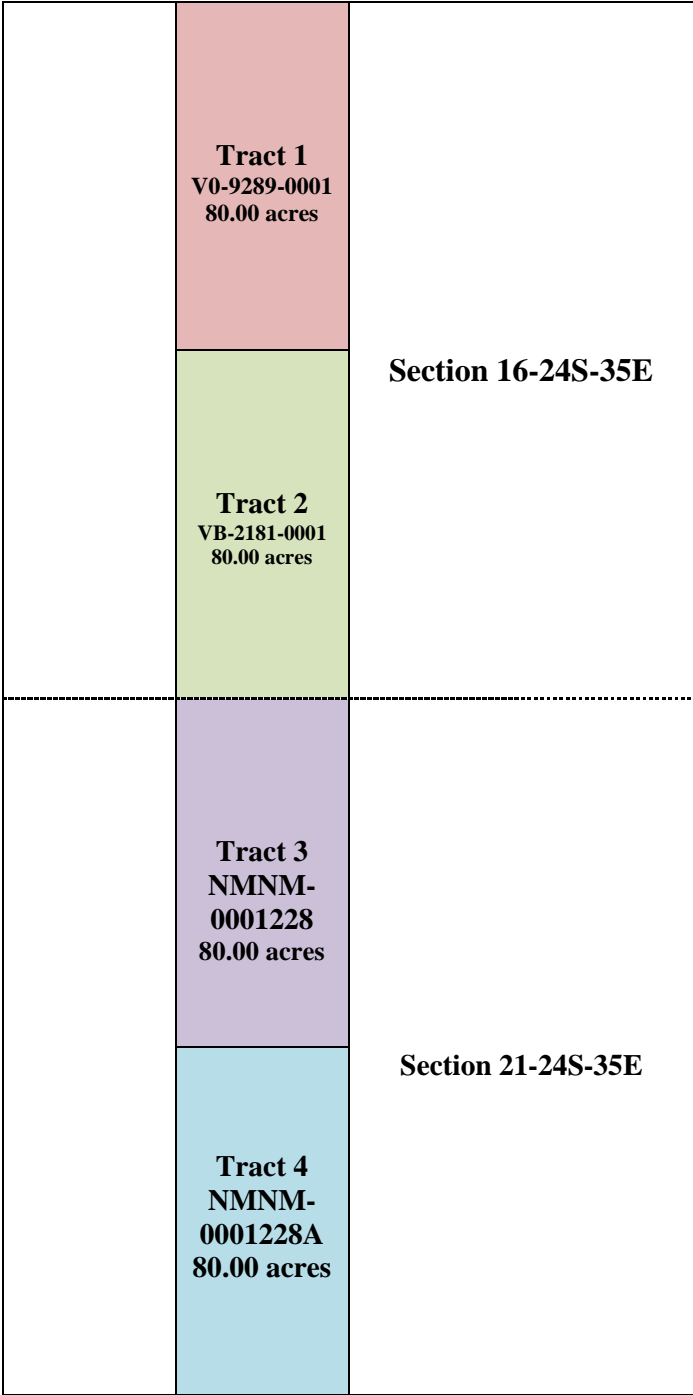 Tract 1
V0-9289-0001
80.00 acres
Section 16-24S-35E
Tract 2
VB-2181-0001
80.00 acres
Tract 3
NMNM-
0001228
80.00 acres
Section 21-24S-35E
Tract 4
NMNM-
0001228A
80.00 acres